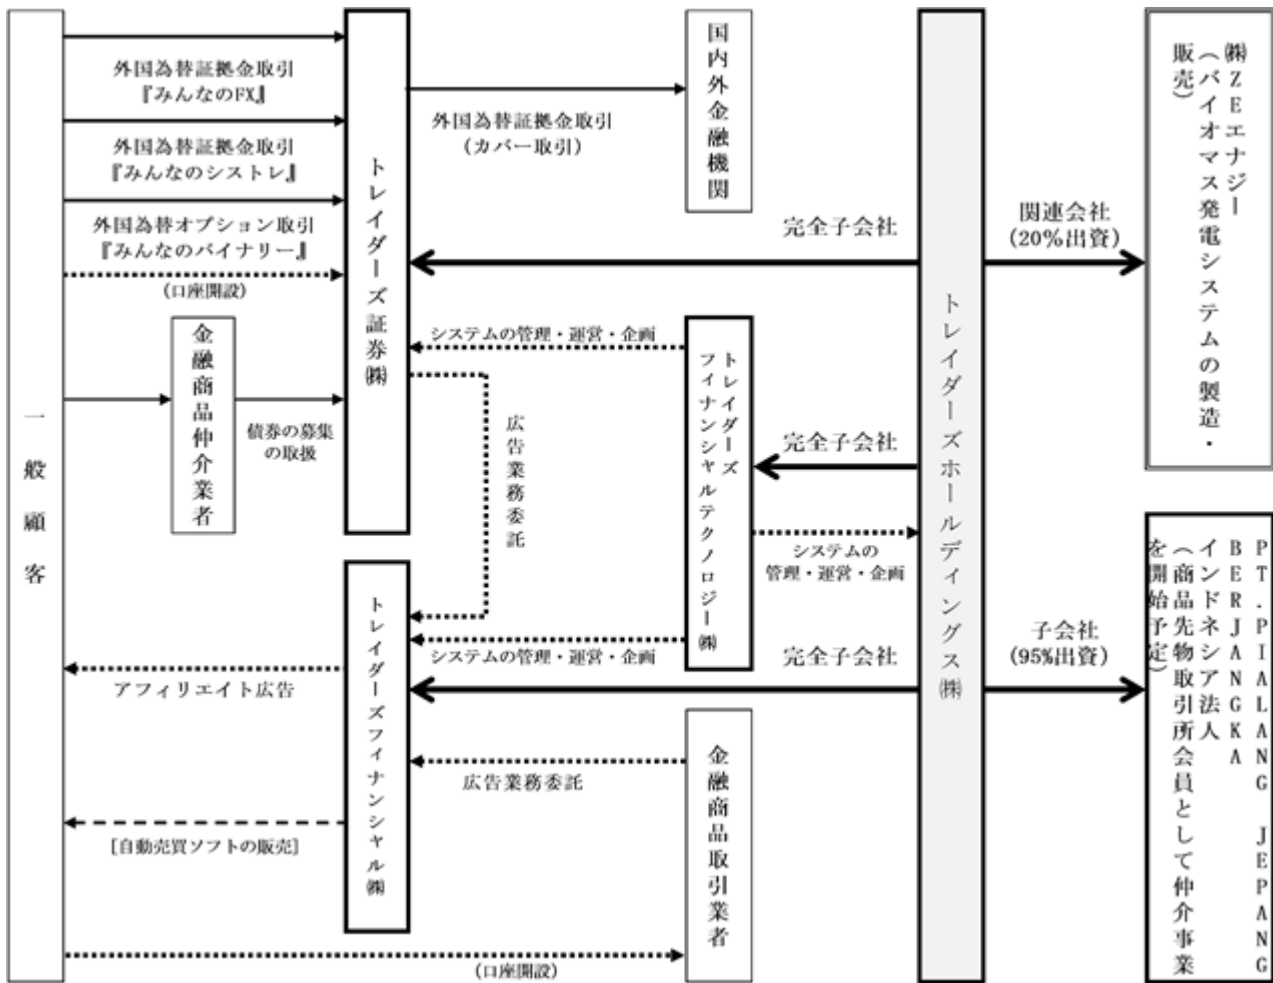 一般顧客
外国為替証拠金取引
『みんなのFX』
外国為替証拠金取引
『みんなのシストレ』
外国為替オプション取引
『みんなのバイナリー』
(口座開設)
金融商品仲介業者
債券の募集
の取扱
トレイダーズ証券㈱
外国為替証拠金取引
(カバー取引)
国内外金融機関
完全子会社
システムの管理・運営・企画
広告業務委託
トレイダーズ
フィナンシャルテクノロジー㈱
完全子会社
システムの
管理・運営・企画
システムの管理・運営・企画
完全子会社
トレイダーズフィナンシャル㈱
アフィリエイト広告
[自動売買ソフトの販売]
広告業務委託
金融商品取引業者
(口座開設)
トレイダーズホールディングス㈱
関連会社
(20%出資)
㈱ZEエナジー
(バイオマス発電システムの製造・
販売)
子会社
(95%出資)
PT.PIALANG JEPANG
BERJANGKA
インドネシア法人
(商品先物取引所会員として仲介事業
を開始予定)